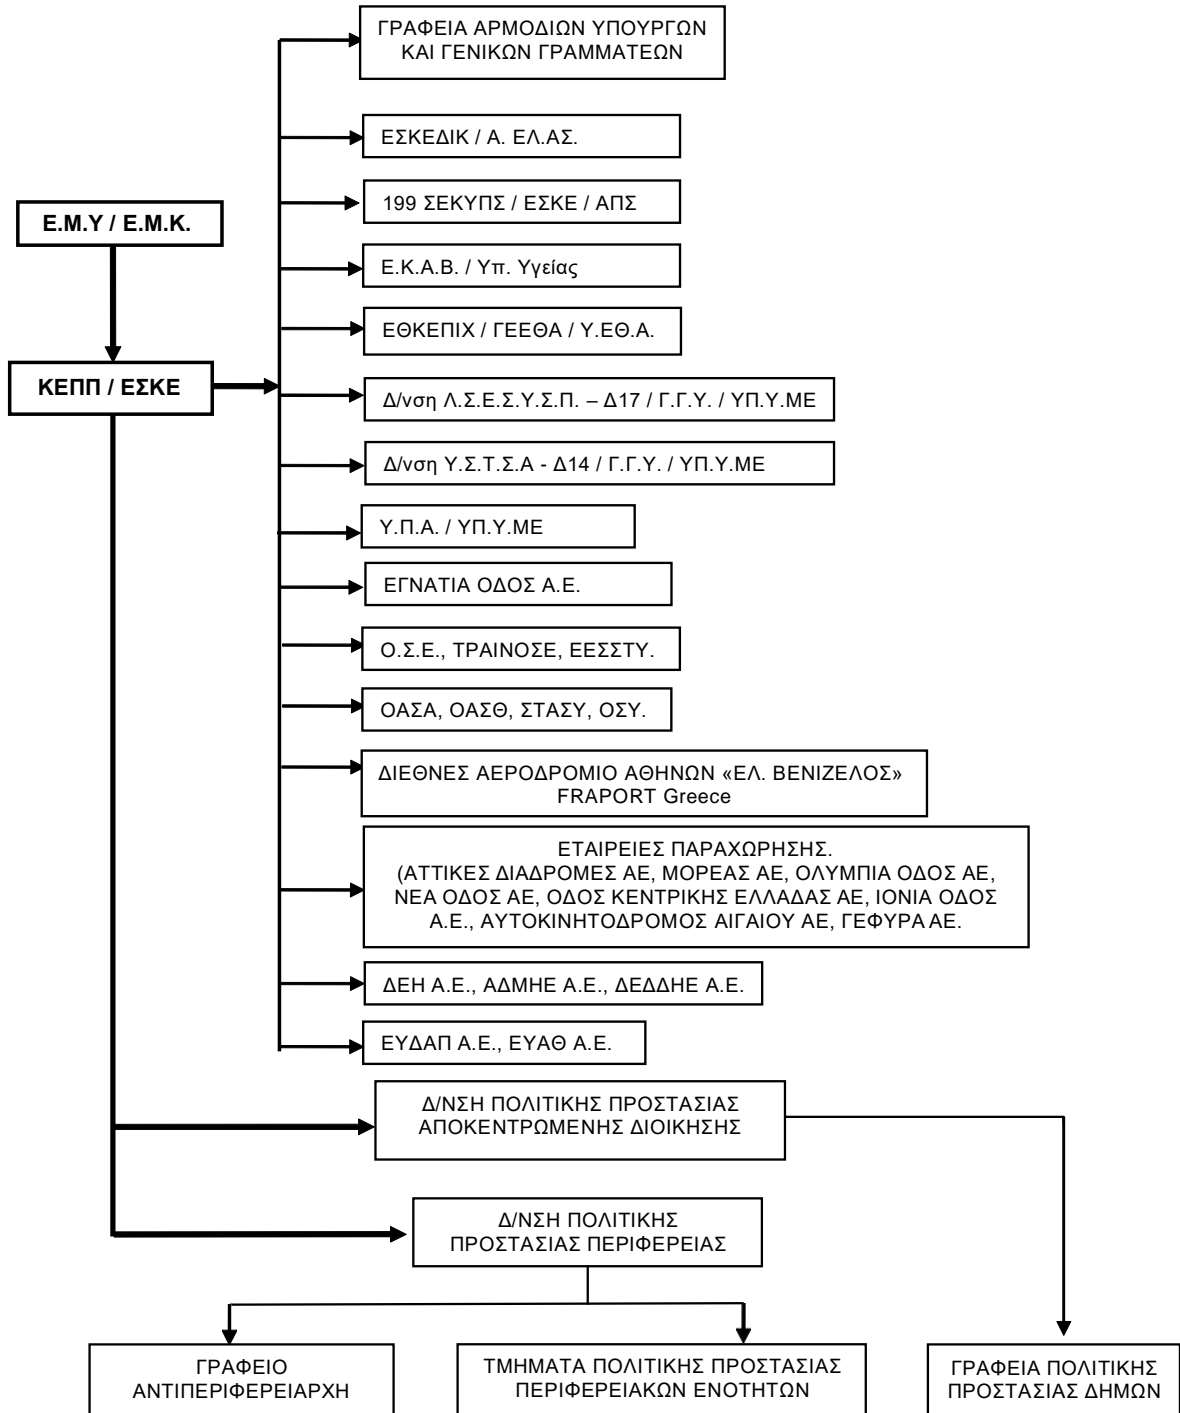 ΓΡΑΦΕΙΑ ΑΡΜΟΔΙΩΝ ΥΠΟΥΡΓΩΝ
ΚΑΙ ΓΕΝΙΚΩΝ ΓΡΑΜΜΑΤΕΩΝ
ΕΣΚΕΔΙΚ / Α. ΕΛ.ΑΣ.
199 ΣΕΚΥΠΣ / ΕΣΚΕ / ΑΠΣ
Ε.Μ.Υ / Ε.Μ.Κ.
Ε.Κ.Α.Β. / Υπ. Υγείας
ΕΘΚΕΠΙΧ / ΓΕΕΘΑ / Υ.ΕΘ.Α.
ΚΕΠΠ / ΕΣΚΕ
Δ/νση Λ.Σ.Ε.Σ.Υ.Σ.Π. – Δ17 / Γ.Γ.Υ. / ΥΠ.Υ.ΜΕ
Δ/νση Υ.Σ.Τ.Σ.Α - Δ14 / Γ.Γ.Υ. / ΥΠ.Υ.ΜΕ
Υ.Π.Α. / ΥΠ.Υ.ΜΕ
ΕΓΝΑΤΙΑ ΟΔΟΣ Α.Ε.
Ο.Σ.Ε., ΤΡΑΙΝΟΣΕ, ΕΕΣΣΤΥ.
ΟΑΣΑ, ΟΑΣΘ, ΣΤΑΣΥ, ΟΣΥ.
ΔΙΕΘΝΕΣ ΑΕΡΟΔΡΟΜΙΟ ΑΘΗΝΩΝ «ΕΛ. ΒΕΝΙΖΕΛΟΣ»
FRAPORT Greece
ΕΤΑΙΡΕΙΕΣ ΠΑΡΑΧΩΡΗΣΗΣ.
(ΑΤΤΙΚΕΣ ΔΙΑΔΡΟΜΕΣ ΑΕ, ΜΟΡΕΑΣ ΑΕ, ΟΛΥΜΠΙΑ ΟΔΟΣ ΑΕ,
ΝΕΑ ΟΔΟΣ ΑΕ, ΟΔΟΣ ΚΕΝΤΡΙΚΗΣ ΕΛΛΑΔΑΣ ΑΕ, ΙΟΝΙΑ ΟΔΟΣ
Α.Ε., ΑΥΤΟΚΙΝΗΤΟΔΡΟΜΟΣ ΑΙΓΑΙΟΥ ΑΕ, ΓΕΦΥΡΑ ΑΕ.
ΔΕΗ Α.Ε., ΑΔΜΗΕ Α.Ε., ΔΕΔΔΗΕ Α.Ε.
ΕΥΔΑΠ Α.Ε., ΕΥΑΘ Α.Ε.
Δ/ΝΣΗ ΠΟΛΙΤΙΚΗΣ ΠΡΟΣΤΑΣΙΑΣ
ΑΠΟΚΕΝΤΡΩΜΕΝΗΣ ΔΙΟΙΚΗΣΗΣ
Δ/ΝΣΗ ΠΟΛΙΤΙΚΗΣ
ΠΡΟΣΤΑΣΙΑΣ ΠΕΡΙΦΕΡΕΙΑΣ
ΓΡΑΦΕΙΟ
ΑΝΤΙΠΕΡΙΦΕΡΕΙΑΡΧΗ
ΤΜΗΜΑΤΑ ΠΟΛΙΤΙΚΗΣ ΠΡΟΣΤΑΣΙΑΣ
ΠΕΡΙΦΕΡΕΙΑΚΩΝ ΕΝΟΤΗΤΩΝ
ΓΡΑΦΕΙΑ ΠΟΛΙΤΙΚΗΣ
ΠΡΟΣΤΑΣΙΑΣ ΔΗΜΩΝ